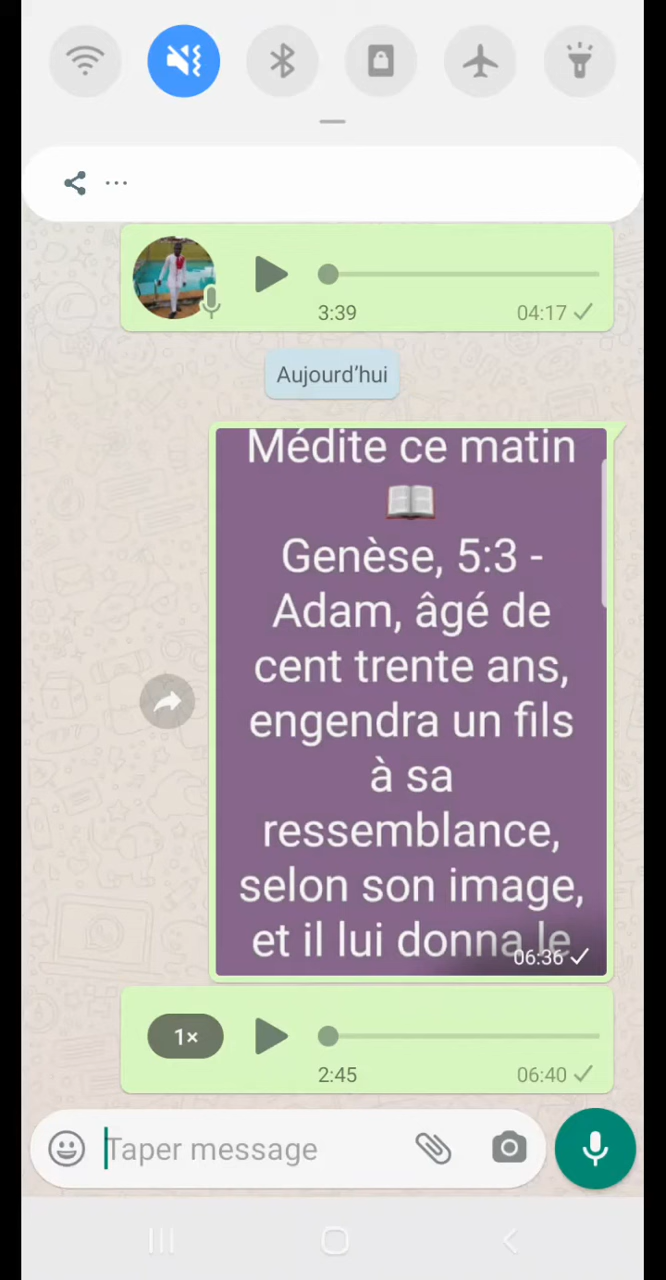 3:39 04:17
Aujourd’hui
Médite ce matin
📖
Genèse, 5:3 -
Adam, âgé de
cent trente ans,
engendra un fils
à sa
ressemblance,
selon son image,
et il lui donna le
06:36
1×
2:45 06:40
Taper message